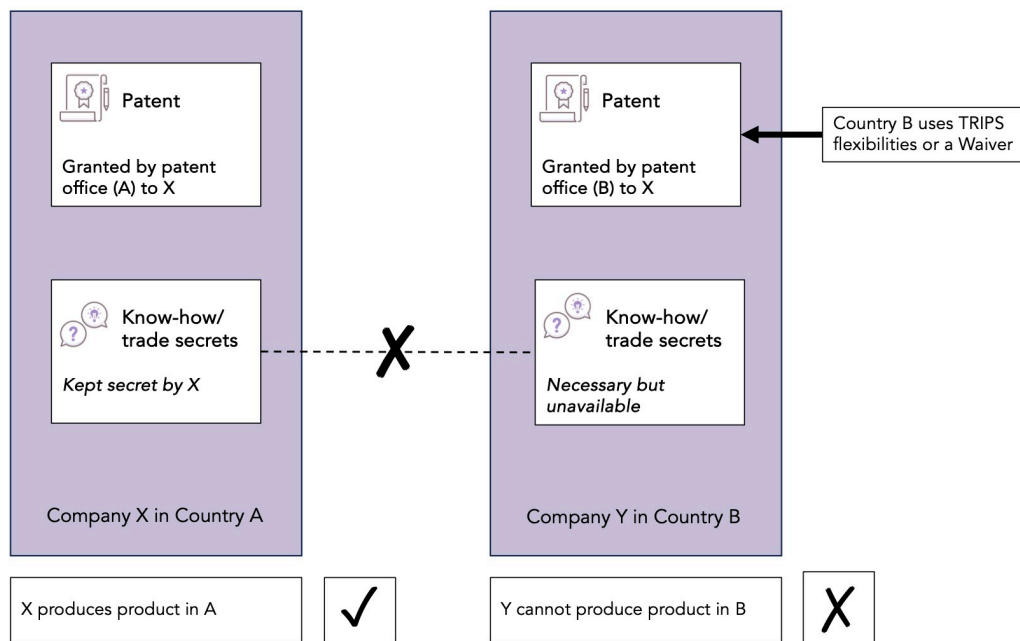 Patent
Granted by patent
office (A) to X
Know-how/
trade secrets
Kept secret by X
Company X in Country A
X produces product in A
✓
Patent
Granted by patent
office (B) to X
Country B uses TRIPS
flexibilities or a Waiver
?
X
?
Know-how/
trade secrets
Necessary but
unavailable
Company Y in Country B
Y cannot produce product in B
X